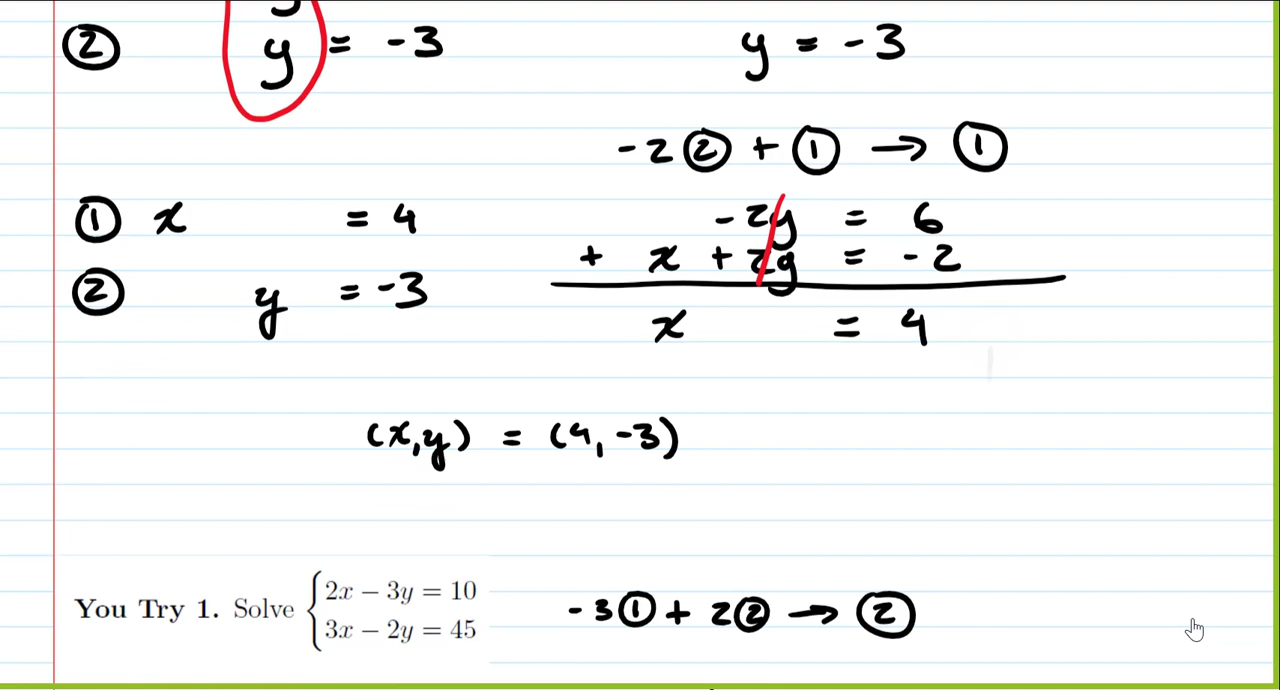 ② y = -3
y = -3
-2② + ① → ①
① x = 4
-2y = 6
+ x + 2y = -2
② y = -3
x = 4
(x,y) = (4, -3)
You Try 1. Solve { 2x − 3y = 10
3x − 2y = 45
-3① + 2② → ②